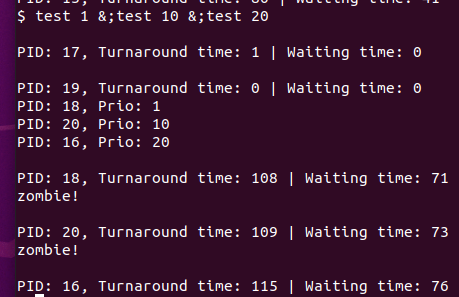 PID: 15, Turnaround time: 80 | Waiting time: 41
$ test 1 &;test 10 &;test 20
PID: 17, Turnaround time: 1 | Waiting time: 0
PID: 19, Turnaround time: 0 | Waiting time: 0
PID: 18, Prio: 1
PID: 20, Prio: 10
PID: 16, Prio: 20
PID: 18, Turnaround time: 108 | Waiting time: 71
zombie!
PID: 20, Turnaround time: 109 | Waiting time: 73
zombie!
PID: 16, Turnaround time: 115 | Waiting time: 76